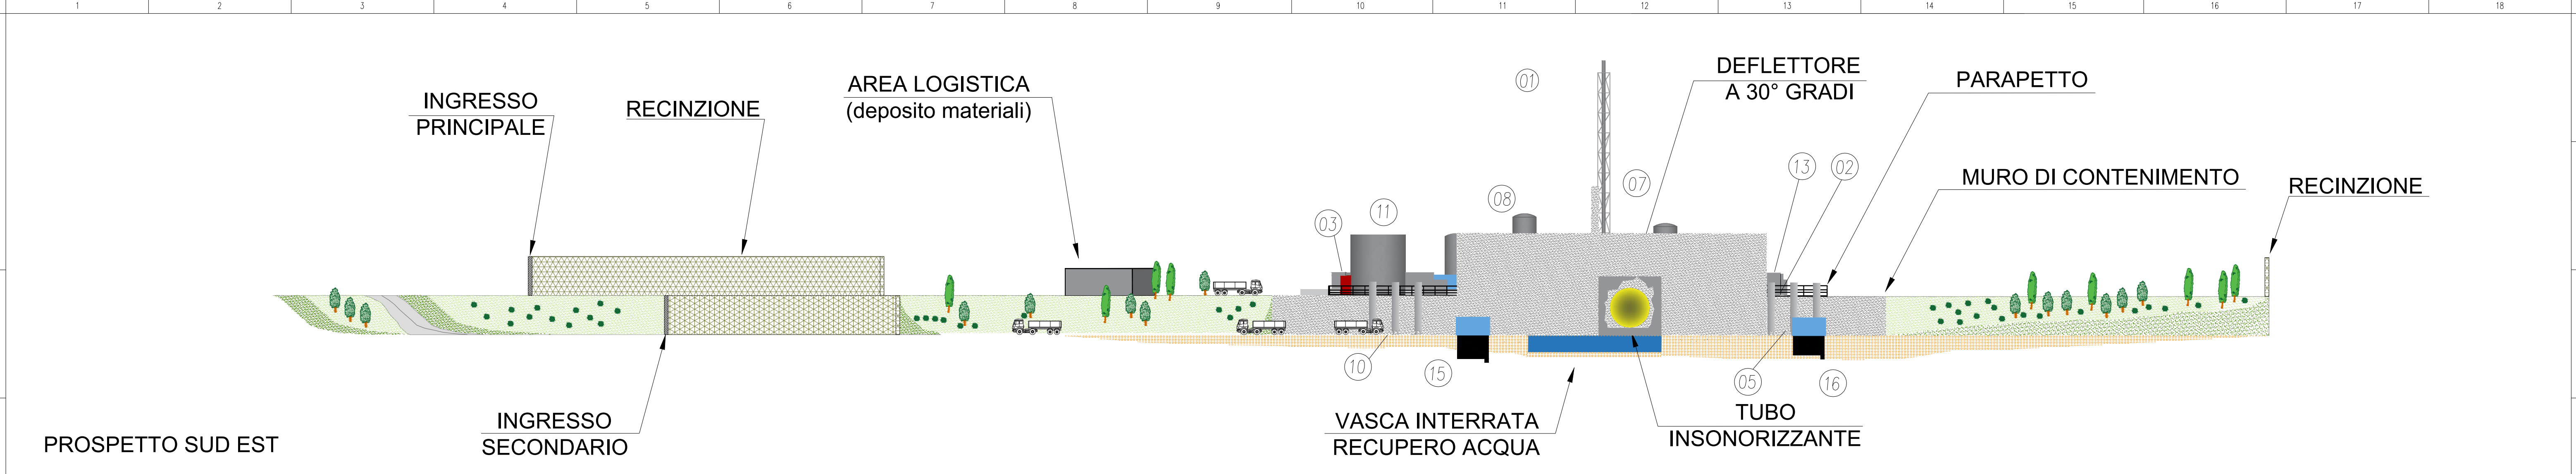 1 2 3 4 5 6 7 8 9 10 11 12 13 14 15 16 17 18
INGRESSO
PRINCIPALE
RECINZIONE
AREA LOGISTICA
(deposito materiali)
01
DEFLETTORE
A 30° GRADI
PARAPETTO
MURO DI CONTENIMENTO
RECINZIONE
03
11
08
07
13
02
10
15
05
16
INGRESSO
SECONDARIO
VASCA INTERRATA
RECUPERO ACQUA
TUBO
INSONORIZZANTE
PROSPETTO SUD EST